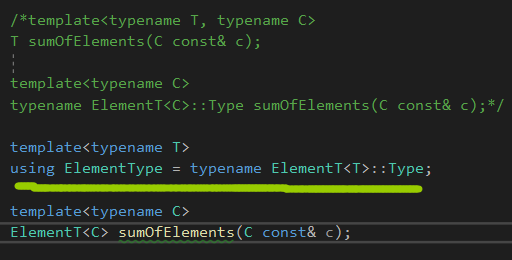 /*template<typename T, typename C>
T sumOfElements(C const& c);
template<typename C>
typename ElementT<C>::Type sumOfElements(C const& c);*/
template<typename T>
using ElementType = typename ElementT<T>::Type;
template<typename C>
ElementT<C> sumOfElements(C const& c);